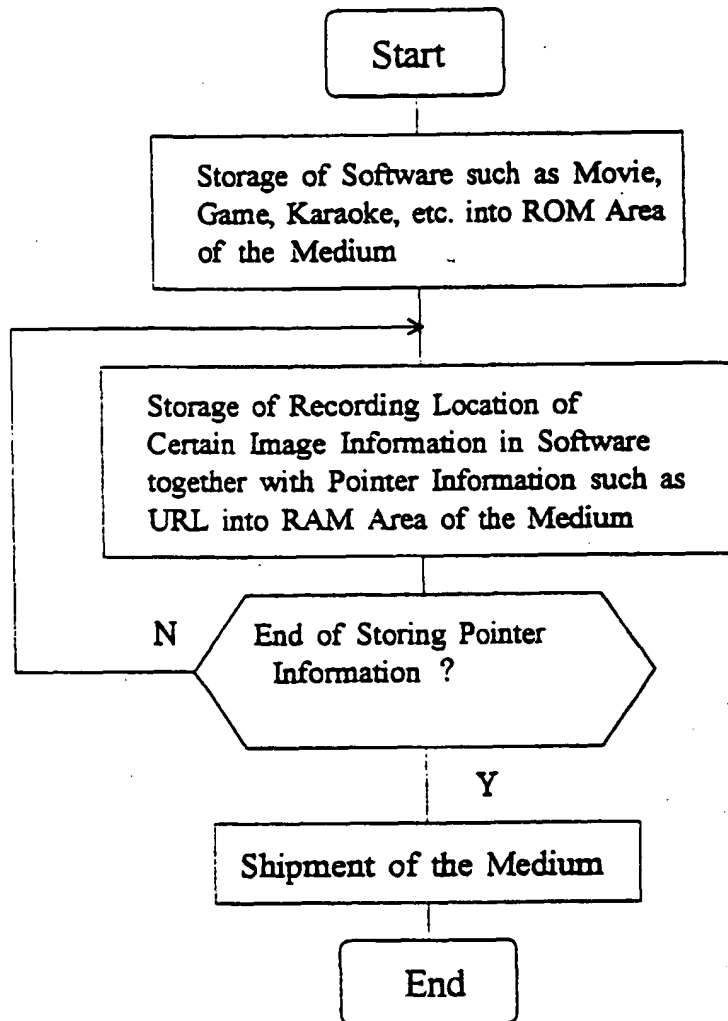 Start
Storage of Software such as Movie,
Game, Karaoke, etc. into ROM Area
of the Medium
Storage of Recording Location of
Certain Image Information in Software
together with Pointer Information such as
URL into RAM Area of the Medium
N
End of Storing Pointer
Information ?
Y
Shipment of the Medium
End